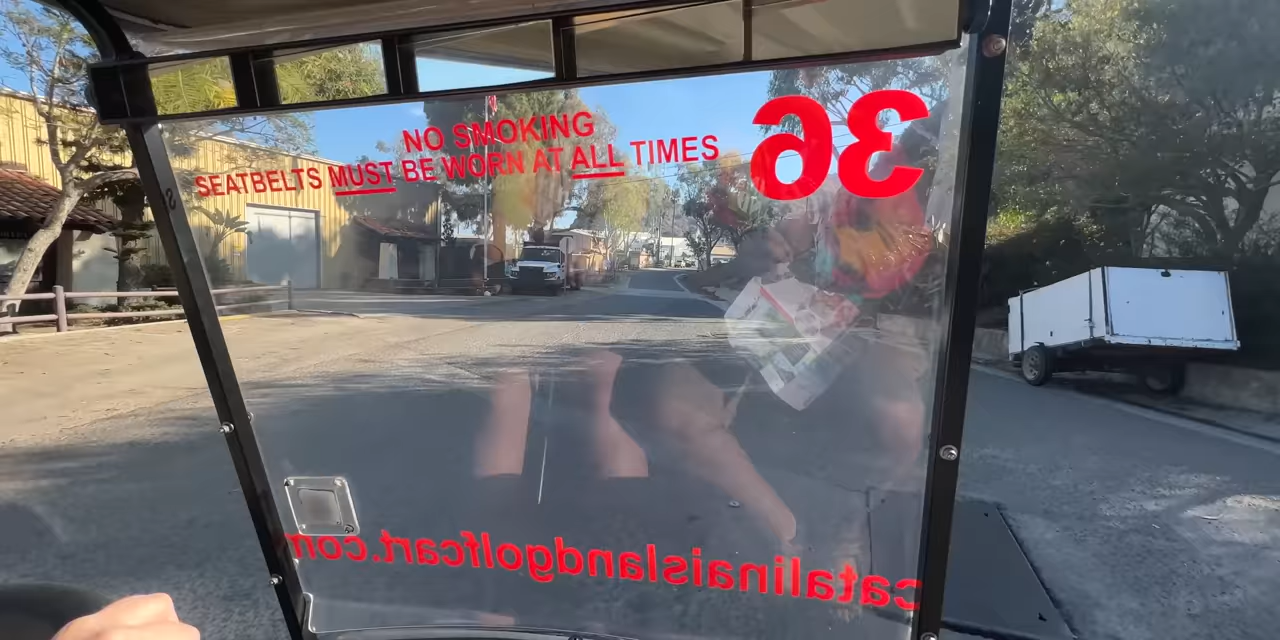 NO SMOKING
SEATBELTS MUST BE WORN AT ALL TIMES
36
catalinaislandgolfcart.com